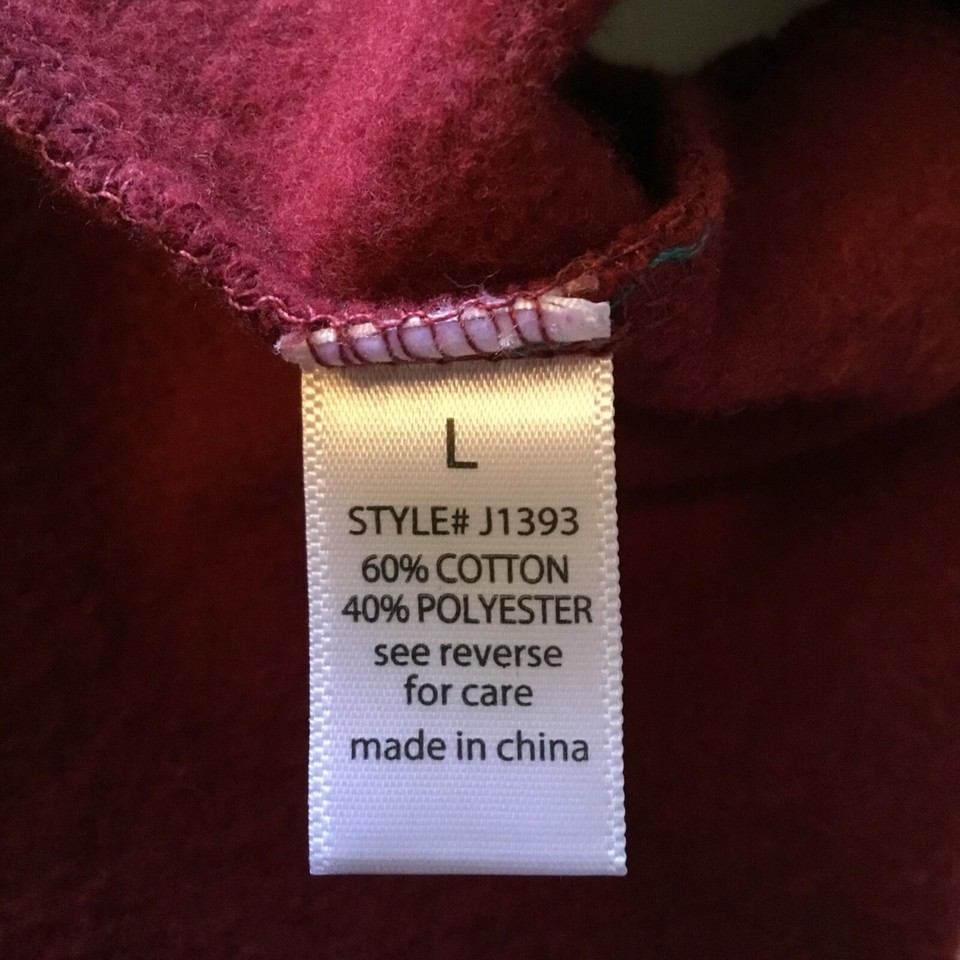 L
STYLE# J1393
60% COTTON
40% POLYESTER
see reverse
for care
made in china